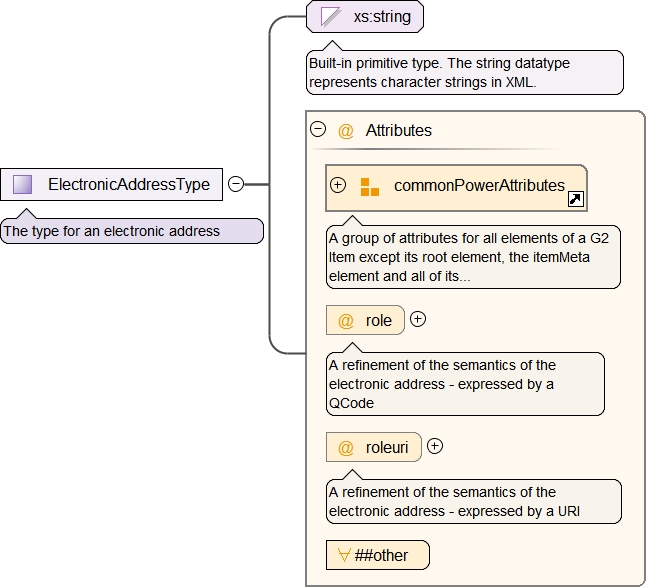 xs:string
Built-in primitive type. The string datatype
represents character strings in XML.
@ Attributes
ElectronicAddressType
commonPowerAttributes
The type for an electronic address
A group of attributes for all elements of a G2
Item except its root element, the itemMeta
element and all of its...
@ role
A refinement of the semantics of the
electronic address - expressed by a
QCode
@ roleuri
A refinement of the semantics of the
electronic address - expressed by a URI
##other